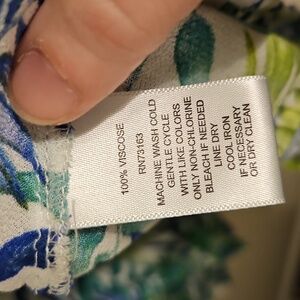 100% VISCOSE
RN73163
MACHINE WASH COLD
GENTLE CYCLE
WITH LIKE COLORS
ONLY NON-CHLORINE
BLEACH IF NEEDED
LINE DRY
COOL IRON
IF NECESSARY
OR DRY CLEAN